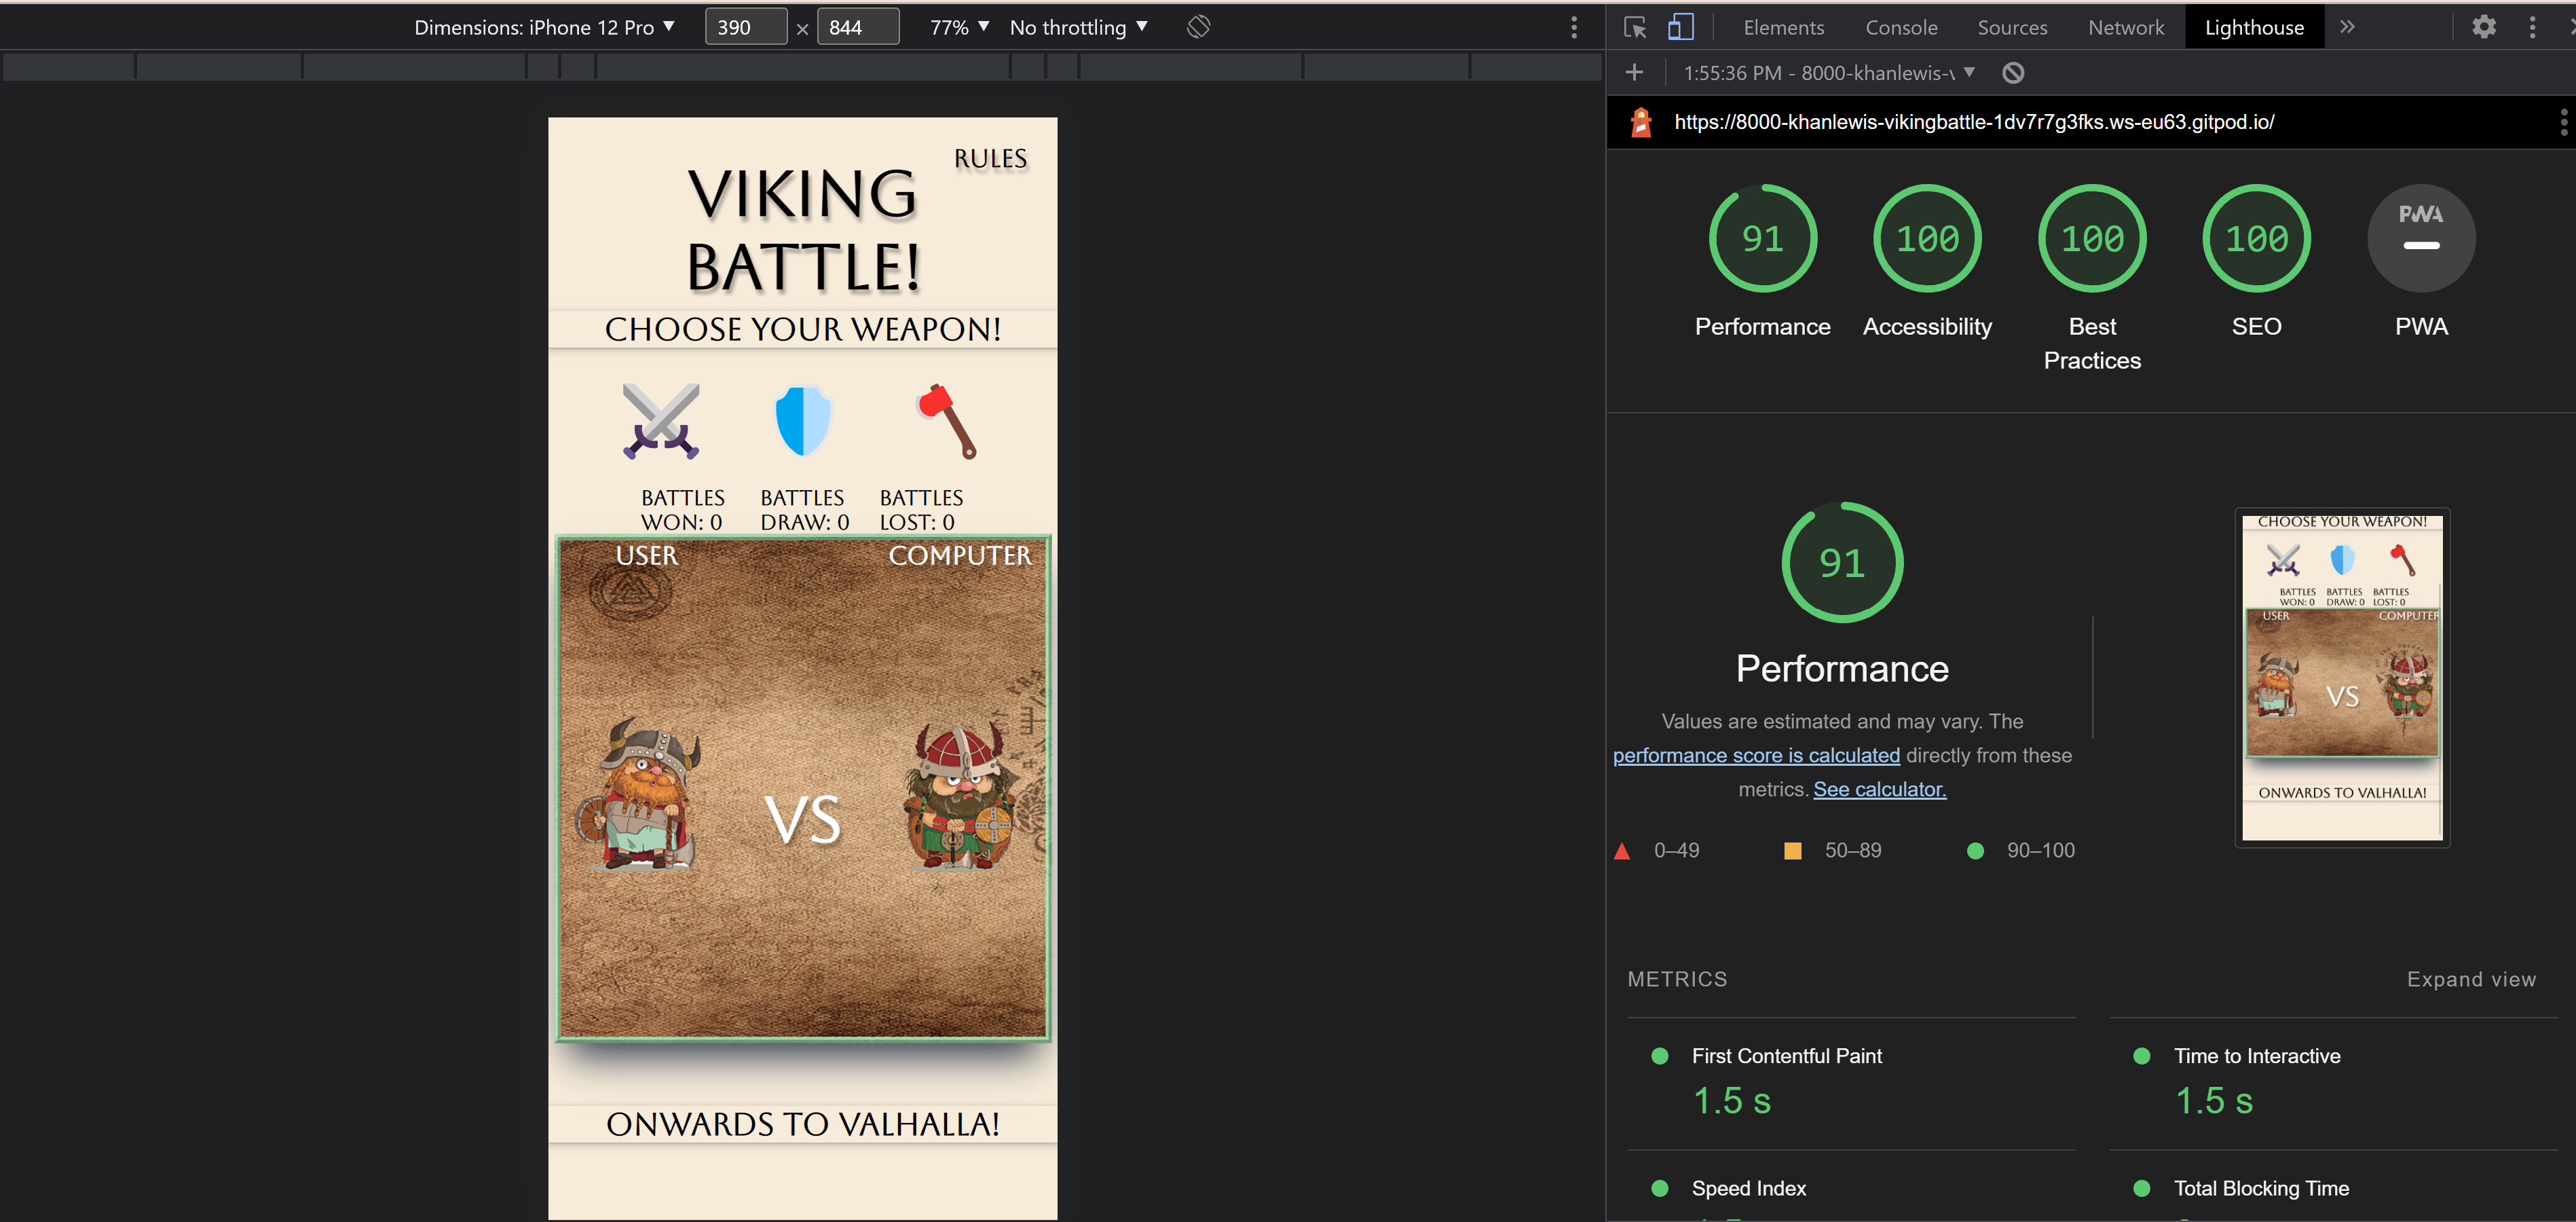 Dimensions: iPhone 12 Pro ▼ 390 × 844 77% ▼ No throttling ▼
Elements Console Sources Network Lighthouse »
+ 1:55:36 PM - 8000-khanlewis-v ▼
https://8000-khanlewis-vikingbattle-1dv7r7g3fks.ws-eu63.gitpod.io/
RULES
VIKING
BATTLE!
CHOOSE YOUR WEAPON!
BATTLES WON: 0
BATTLES DRAW: 0
BATTLES LOST: 0
USER COMPUTER
VS
ONWARDS TO VALHALLA!
91 100 100 100 PWA
Performance Accessibility Best Practices SEO PWA
91
Performance
Values are estimated and may vary. The
performance score is calculated directly from these
metrics. See calculator.
0–49 50–89 90–100
CHOOSE YOUR WEAPON!
BATTLES WON: 0
BATTLES DRAW: 0
BATTLES LOST: 0
USER COMPUTER
VS
ONWARDS TO VALHALLA!
METRICS Expand view
First Contentful Paint
1.5 s
Time to Interactive
1.5 s
Speed Index
Total Blocking Time